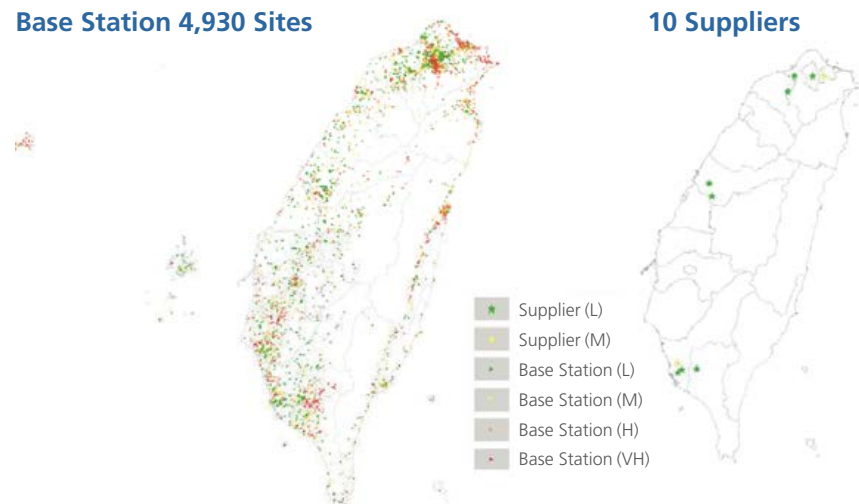 Base Station 4,930 Sites
10 Suppliers
Supplier (L)
Supplier (M)
Base Station (L)
Base Station (M)
Base Station (H)
Base Station (VH)